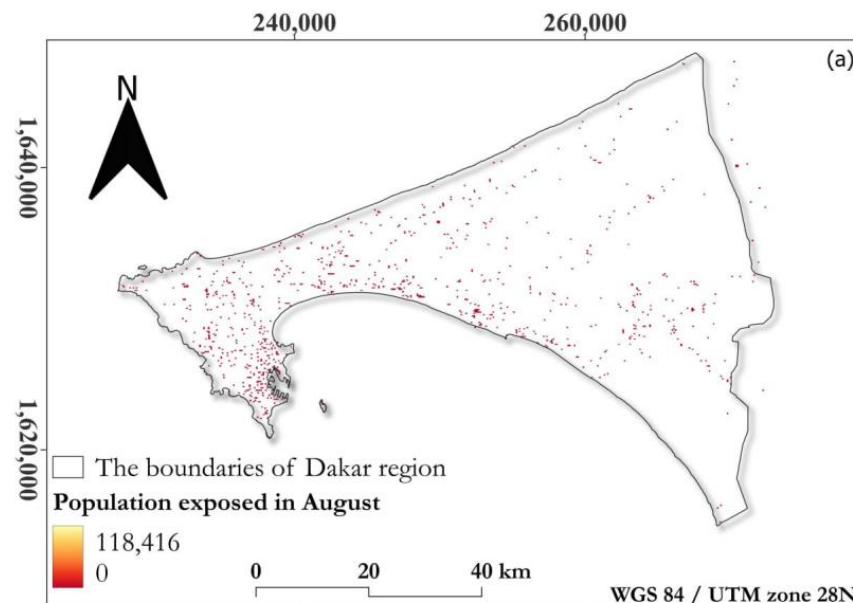 240,000 260,000
(a)
N
1,640,000
1,620,000
The boundaries of Dakar region
Population exposed in August
118,416
0
0 20 40 km
WGS 84 / UTM zone 28N